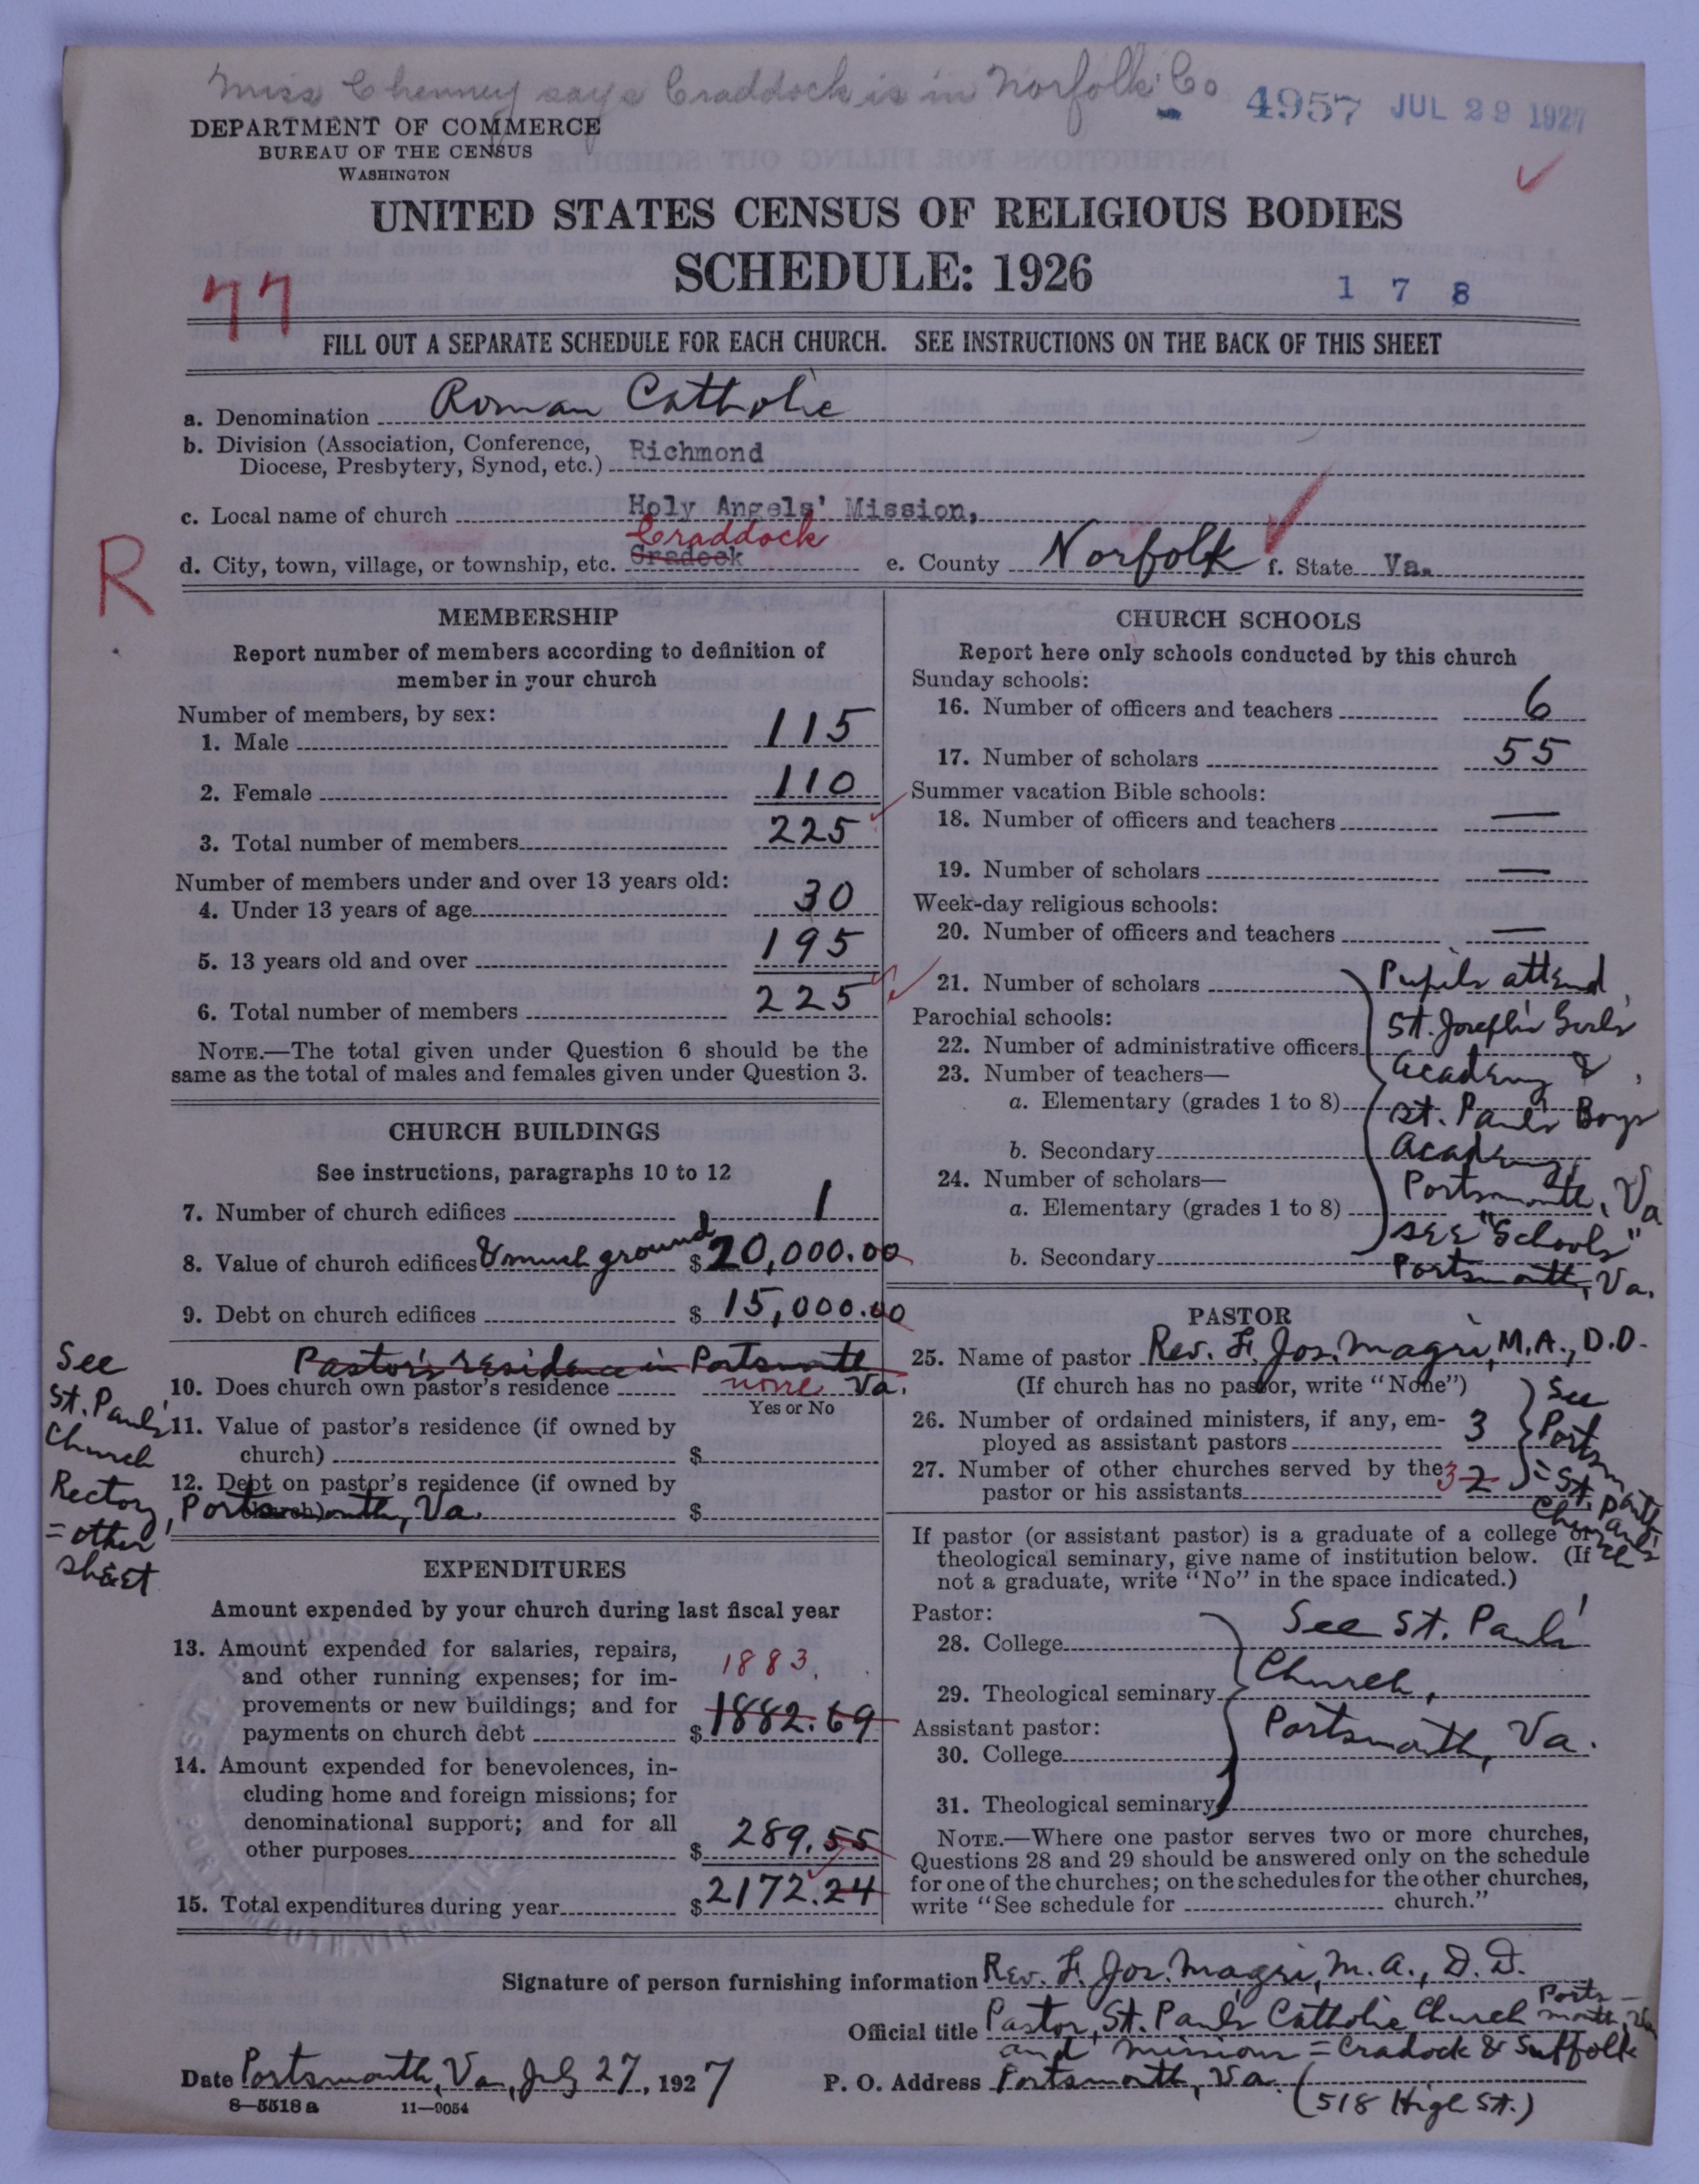 Miss Chenney says Craddock is in Norfolk Co
4957 JUL 29 1927
DEPARTMENT OF COMMERCE
BUREAU OF THE CENSUS
WASHINGTON
UNITED STATES CENSUS OF RELIGIOUS BODIES
SCHEDULE: 1926
77
1 7 8
FILL OUT A SEPARATE SCHEDULE FOR EACH CHURCH. SEE INSTRUCTIONS ON THE BACK OF THIS SHEET
a. Denomination Roman Catholic
b. Division (Association, Conference,
Diocese, Presbytery, Synod, etc.) Richmond
c. Local name of church Holy Angels' Mission,
Craddock
R
d. City, town, village, or township, etc. Cradock e. County Norfolk f. State Va.
MEMBERSHIP
Report number of members according to definition of
member in your church
Number of members, by sex:
1. Male 115
2. Female 110
3. Total number of members 225
Number of members under and over 13 years old:
4. Under 13 years of age 30
5. 13 years old and over 195
6. Total number of members 225
NOTE.—The total given under Question 6 should be the
same as the total of males and females given under Question 3.
CHURCH BUILDINGS
See instructions, paragraphs 10 to 12
7. Number of church edifices 1
8. Value of church edifices & much ground $20,000.00
9. Debt on church edifices $15,000.00
Pastor's residence in Portsmouth
10. Does church own pastor's residence none Va.
Yes or No
11. Value of pastor's residence (if owned by
church) $
12. Debt on pastor's residence (if owned by
church) $
See
St. Paul's
Church
Rectory, Portsmouth, Va.
= other
sheet
EXPENDITURES
Amount expended by your church during last fiscal year
13. Amount expended for salaries, repairs,
and other running expenses; for im-
provements or new buildings; and for
payments on church debt
1883.
$1882.69
14. Amount expended for benevolences, in-
cluding home and foreign missions; for
denominational support; and for all
other purposes $289.55
15. Total expenditures during year $2172.24
CHURCH SCHOOLS
Report here only schools conducted by this church
Sunday schools:
16. Number of officers and teachers 6
17. Number of scholars 55
Summer vacation Bible schools:
18. Number of officers and teachers —
19. Number of scholars —
Week-day religious schools:
20. Number of officers and teachers —
21. Number of scholars
Parochial schools:
22. Number of administrative officers
23. Number of teachers—
a. Elementary (grades 1 to 8)
b. Secondary
24. Number of scholars—
a. Elementary (grades 1 to 8)
b. Secondary
Pupils attend
St. Joseph's Girls'
Academy &
St. Paul's Boys'
Academy,
Portsmouth, Va
see "Schools"
Portsmouth, Va.
PASTOR
25. Name of pastor Rev. F. Jos. Magri, M.A., D.D.
(If church has no pastor, write "None")
26. Number of ordained ministers, if any, em-
ployed as assistant pastors 3
27. Number of other churches served by the
pastor or his assistants 3 2
See
Portsmouth
= St. Paul's
Church
If pastor (or assistant pastor) is a graduate of a college or
theological seminary, give name of institution below. (If
not a graduate, write "No" in the space indicated.)
Pastor:
28. College
29. Theological seminary
Assistant pastor:
30. College
31. Theological seminary
See St. Paul's
Church,
Portsmouth, Va.
NOTE.—Where one pastor serves two or more churches,
Questions 28 and 29 should be answered only on the schedule
for one of the churches; on the schedules for the other churches,
write "See schedule for church."
Signature of person furnishing information Rev. F. Jos. Magri, M.A., D.D.
Official title Pastor, St. Paul's Catholic Church Ports-
mouth, Va
and missions = Cradock & Suffolk
Date Portsmouth, Va., July 27, 1927
P. O. Address Portsmouth, Va. (518 High St.)
8—5518 a 11—9054